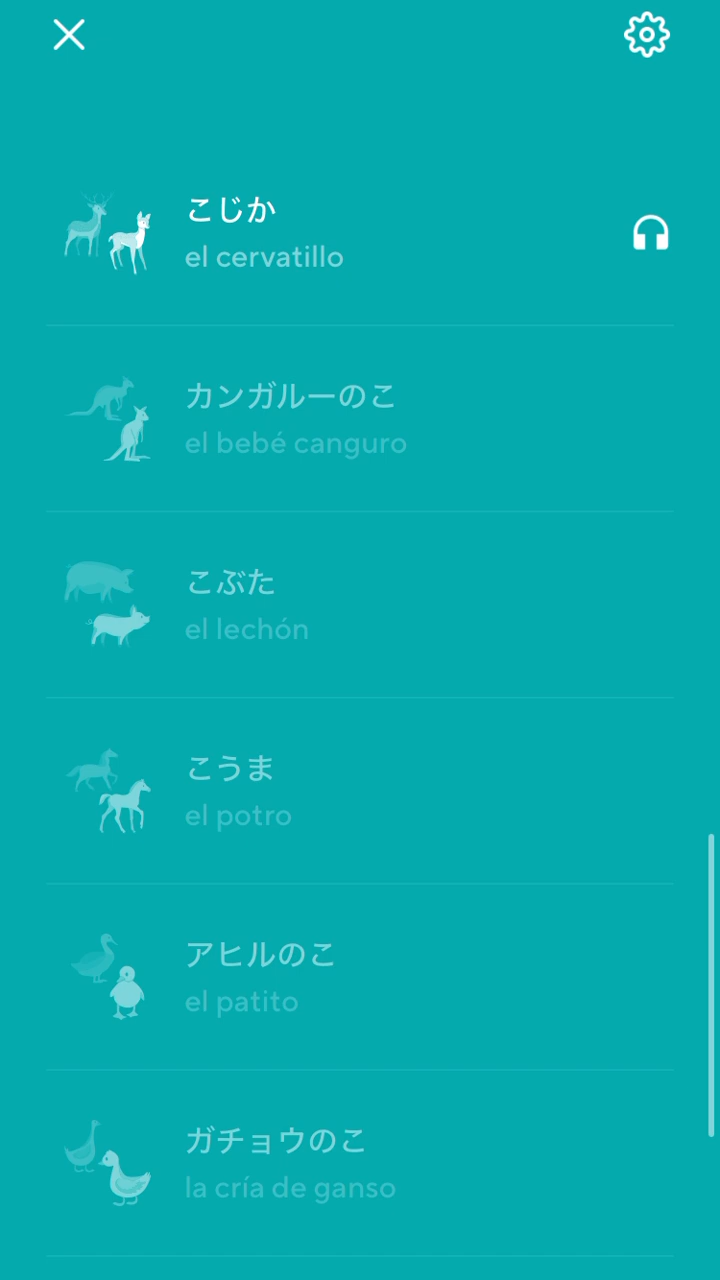 こじか
el cervatillo
カンガルーのこ
el bebé canguro
こぶた
el lechón
こうま
el potro
アヒルのこ
el patito
ガチョウのこ
la cría de ganso